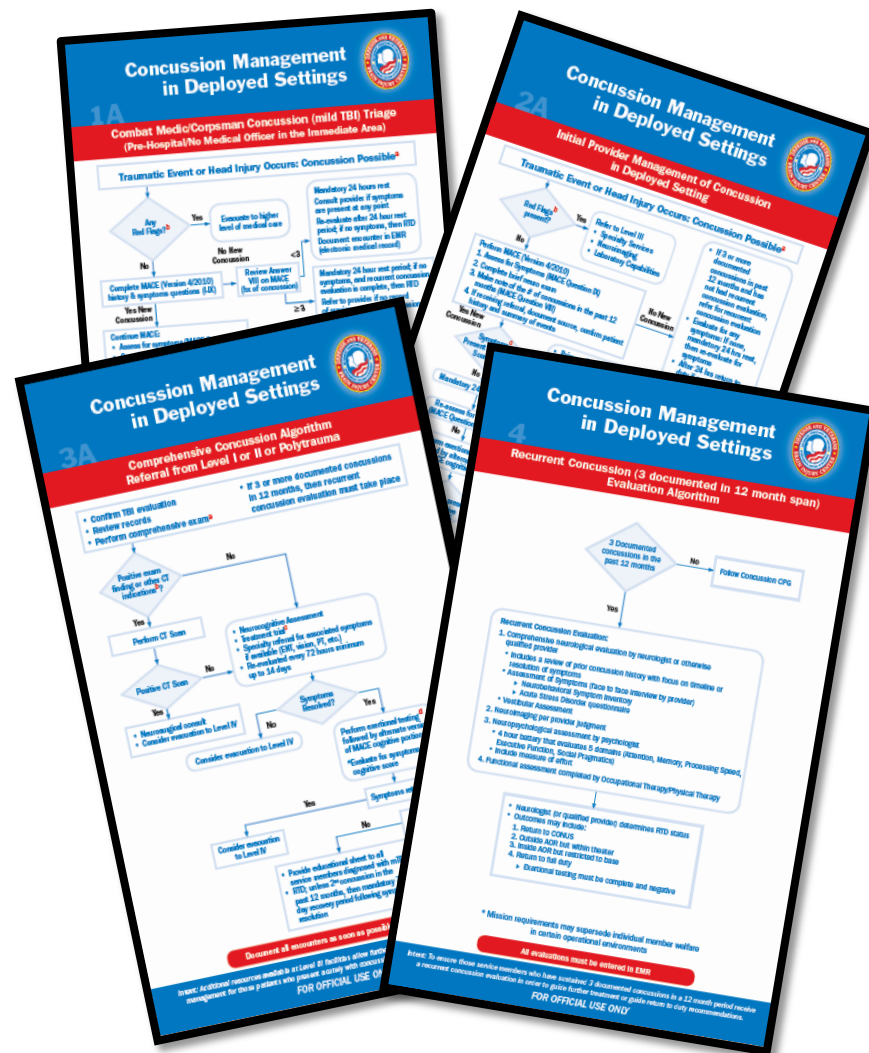 Concussion Management
in Deployed Settings
1A
Combat Medic/Corpsman Concussion (mild TBI) Triage
(Pre-Hospital/No Medical Officer in the Immediate Area)
Traumatic Event or Head Injury Occurs: Concussion Possible a
Any
Red Flags? b
Yes
Evacuate to higher
level of medical care
Mandatory 24 hours rest
Consult provider if symptoms
are present at any point
Re-evaluate after 24 hour rest
period; if no symptoms, then RTD
Document encounter in EMR
(electronic medical record)
No
No New
Concussion
<3
Complete MACE (Version 4/2010)
history & symptoms questions (I-IX)
Review Answer
VIII on MACE
(hx of concussion)
≥3
Mandatory 24 hour rest period; if no
symptoms, and recurrent concussion
evaluation is complete, then RTD
Refer to provider if no
Yes New
Concussion
Continue MACE:
Concussion Management
in Deployed Settings
2A
Initial Provider Management of Concussion
in Deployed Setting
Traumatic Event or Head Injury Occurs: Concussion Possible a
Red Flags b
present?
Yes
Refer to Level III
• Specialty Services
• Neuroimaging
• Laboratory Capabilities
No
Perform MACE (Version 4/2010)
1. Assess for Symptoms (MACE Question IX)
2. Complete brief neuro exam
3. Make note of the # of concussions in the past 12
months (MACE Question VIII)
4. If receiving referral, document source, confirm patient
history and summary of events
No New
Concussion
• If 3 or more
documented
concussions in past
12 months and has
not had recurrent
concussion evaluation,
refer for recurrent
concussion evaluation
• Evaluate for any
symptoms: If none,
mandatory 24 hrs rest,
then re-evaluate for
symptoms
• After 24 hrs return to
Yes New
Concussion
No
Mandatory 24
Re-assess for
(MACE Question
No
Concussion Management
in Deployed Settings
3A
Comprehensive Concussion Algorithm
Referral from Level I or II or Polytrauma
• Confirm TBI evaluation
• Review records
• Perform comprehensive exam a
• If 3 or more documented concussions
in 12 months, then recurrent
concussion evaluation must take place
Positive exam
finding or other CT
indications b?
No
Yes
Perform CT Scan
• Neurocognitive Assessment
• Treatment trial c
• Specialty referral for associated symptoms
if available (ENT, vision, PT, etc.)
• Re-evaluated every 72 hours minimum
up to 14 days
Positive CT Scan
No
Yes
• Neurosurgical consult
• Consider evacuation to Level IV
Symptoms
Resolved?
No
Yes
Consider evacuation to Level IV
Perform exertional testing d
followed by alternate
of MACE cognitive portion
*Evaluate for symptoms
cognitive score
Yes
No
Consider evacuation
to Level IV
• Provide educational sheet to all
service members diagnosed with
• RTD; unless 2nd concussion in the
past 12 months, then mandatory
day recovery period following
resolution
Document all encounters as soon as
Intent: Additional resources available at Level III facilities allow
management for those patients who present acutely with
FOR OFFICIAL USE ONLY
Concussion Management
in Deployed Settings
4
Recurrent Concussion (3 documented in 12 month span)
Evaluation Algorithm
3 Documented
concussions in the
past 12 months
No
Follow Concussion CPG
Yes
Recurrent Concussion Evaluation:
1. Comprehensive neurological evaluation by neurologist or otherwise
qualified provider
• Includes a review of prior concussion history with focus on timeline or
resolution of symptoms
• Assessment of Symptoms (face to face interview by provider)
▸ Neurobehavioral Symptom Inventory
▸ Acute Stress Disorder questionnaire
• Vestibular Assessment
2. Neuroimaging per provider judgment
3. Neuropsychological assessment by psychologist
• 4 hour battery that evaluates 5 domains (Attention, Memory, Processing Speed,
Executive Function, Social Pragmatics)
• Include measure of effort
4. Functional assessment completed by Occupational Therapy/Physical Therapy
• Neurologist (or qualified provider) determines RTD status
• Outcomes may include:
1. Return to CONUS
2. Outside AOR but within theater
3. Inside AOR but restricted to base
4. Return to full duty
▸ Exertional testing must be complete and negative
* Mission requirements may supersede individual member welfare
in certain operational environments
All evaluations must be entered in EMR
Intent: To ensure those service members who have sustained 3 documented concussions in a 12 month period receive
a recurrent concussion evaluation in order to guide further treatment or guide return to duty recommendations.
FOR OFFICIAL USE ONLY